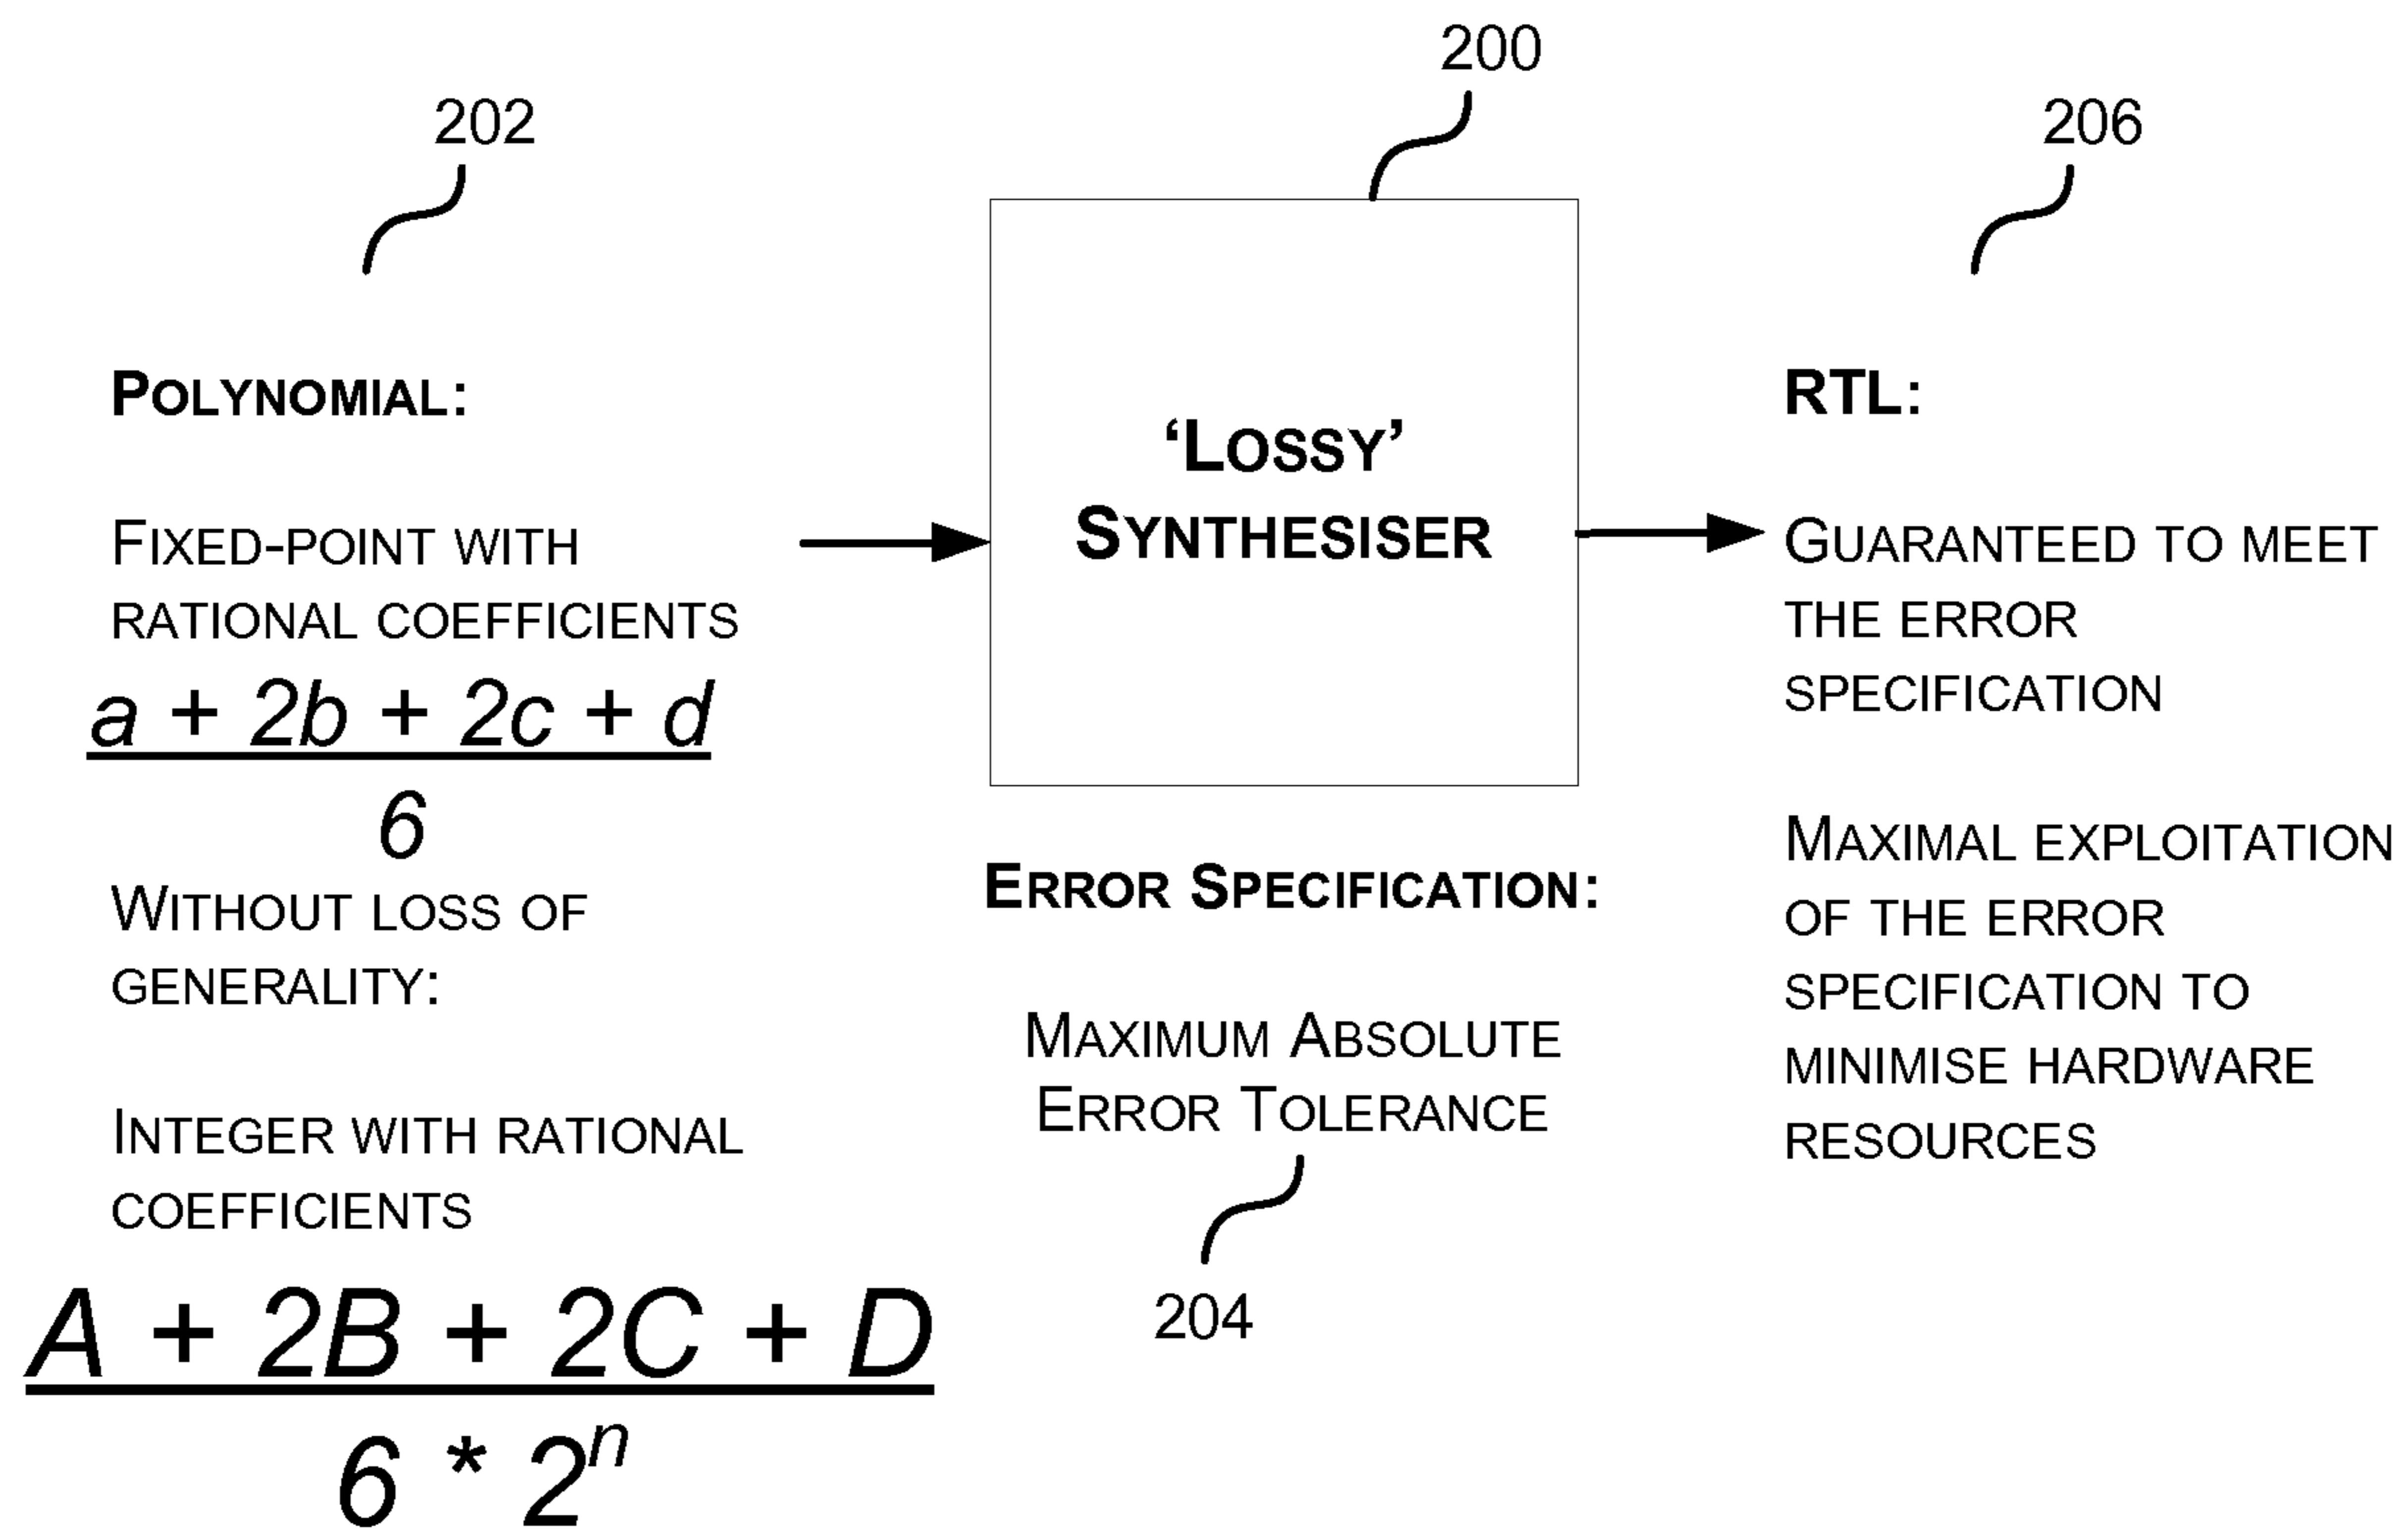 202
POLYNOMIAL:
FIXED-POINT WITH
RATIONAL COEFFICIENTS
a + 2b + 2c + d
6
WITHOUT LOSS OF
GENERALITY:
INTEGER WITH RATIONAL
COEFFICIENTS
A + 2B + 2C + D
6 * 2^n
200
‘LOSSY’
SYNTHESISER
ERROR SPECIFICATION:
MAXIMUM ABSOLUTE
ERROR TOLERANCE
204
206
RTL:
GUARANTEED TO MEET
THE ERROR
SPECIFICATION
MAXIMAL EXPLOITATION
OF THE ERROR
SPECIFICATION TO
MINIMISE HARDWARE
RESOURCES